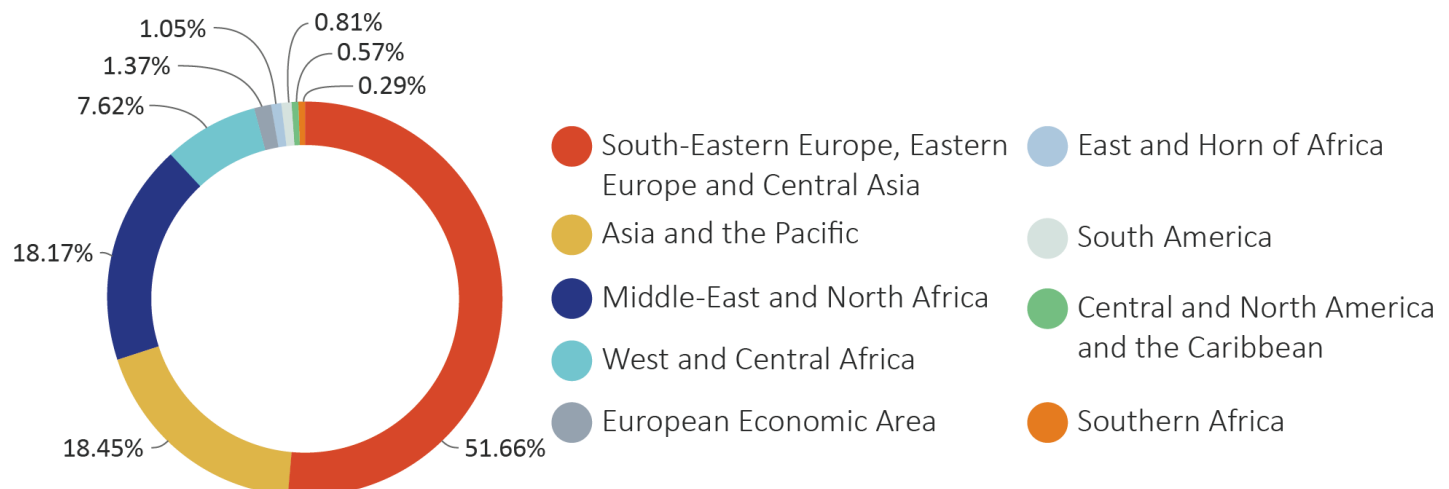 0.81%
1.05%
0.57%
1.37%
0.29%
7.62%
18.17%
18.45%
51.66%
South-Eastern Europe, Eastern
Europe and Central Asia
Asia and the Pacific
Middle-East and North Africa
West and Central Africa
European Economic Area
East and Horn of Africa
South America
Central and North America
and the Caribbean
Southern Africa